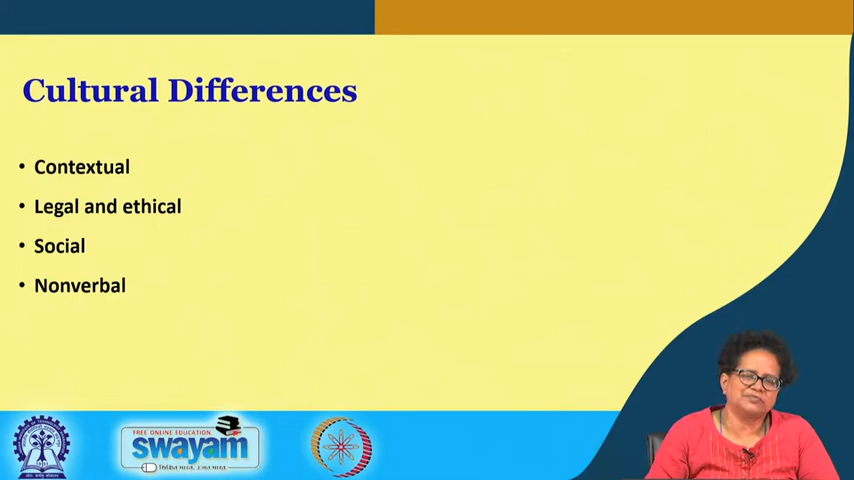 Cultural Differences
• Contextual
• Legal and ethical
• Social
• Nonverbal
FREE ONLINE EDUCATION
swayam